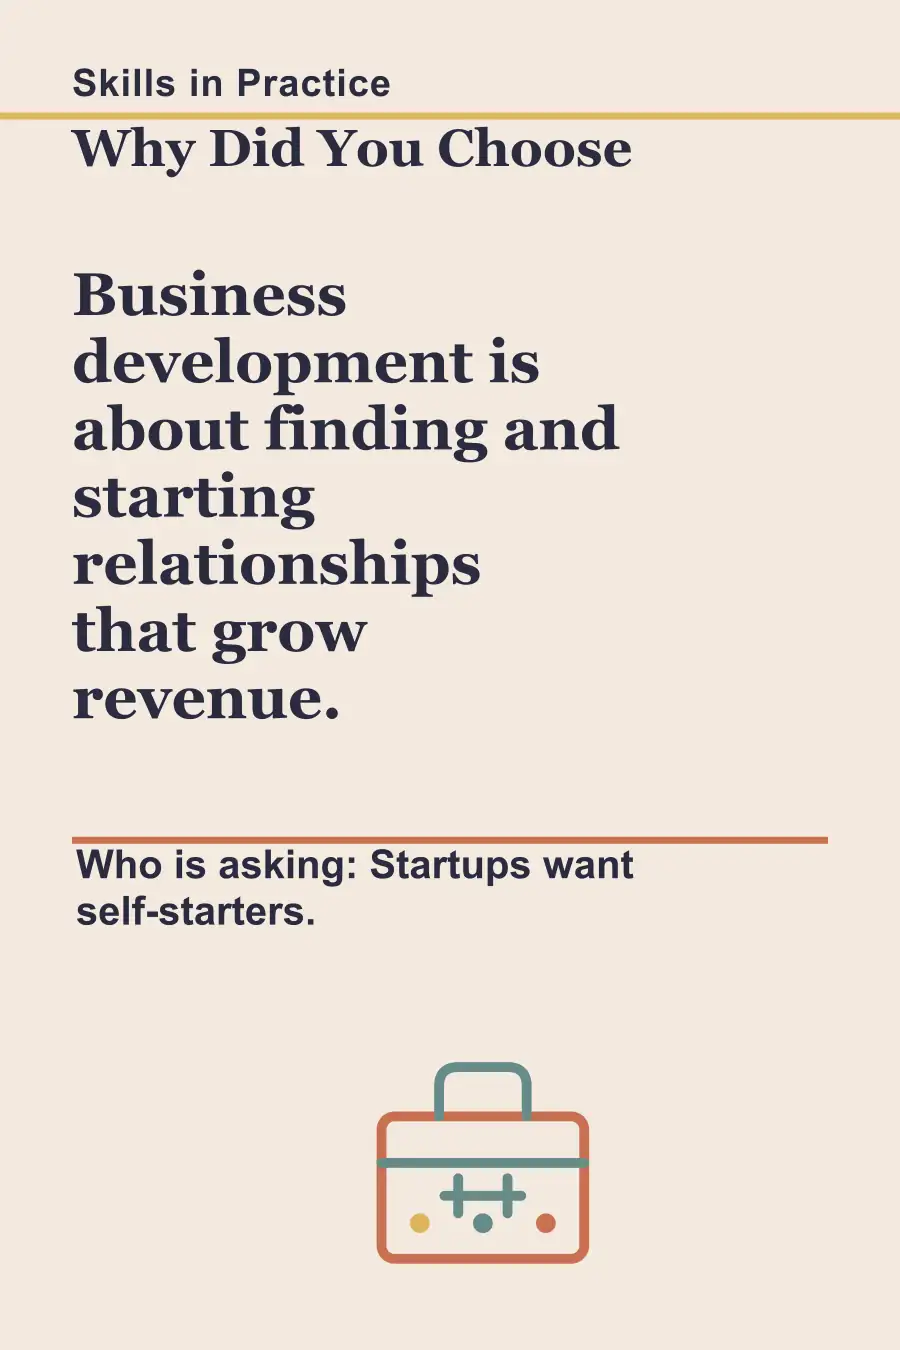 Skills in Practice
Why Did You Choose
Business
development is
about finding and
starting
relationships
that grow
revenue.
Who is asking: Startups want
self-starters.